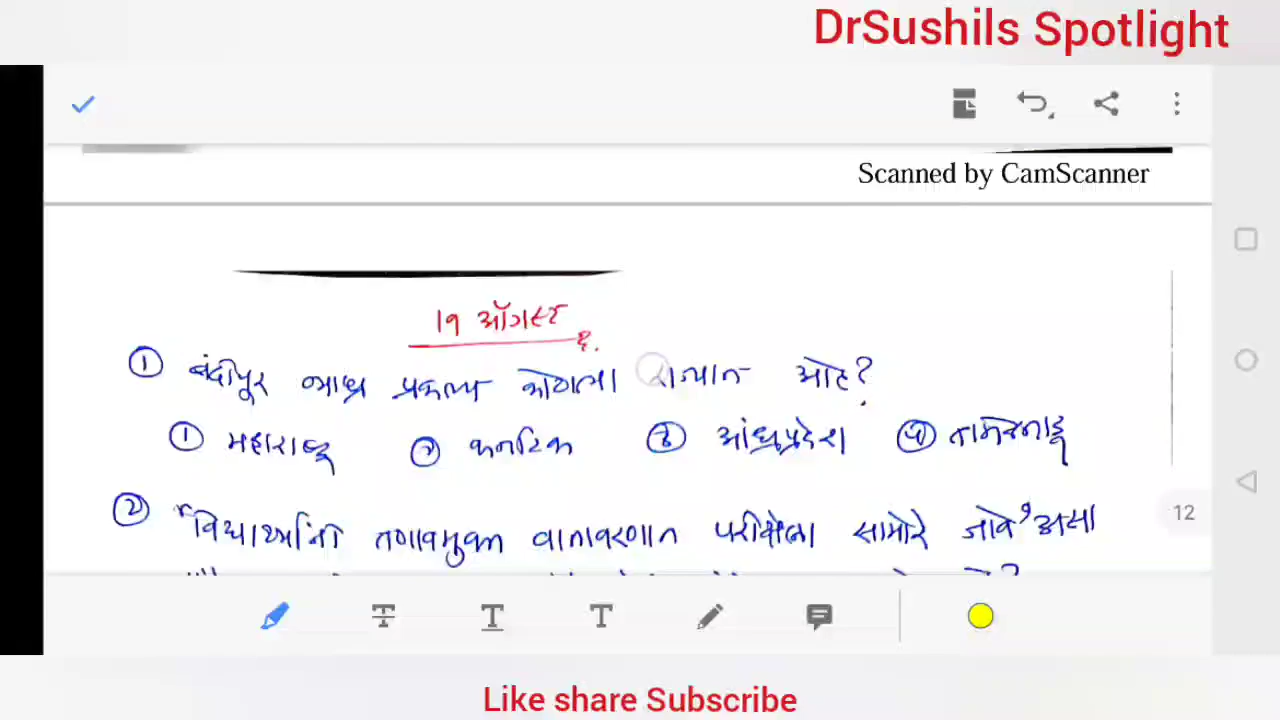 DrSushils Spotlight
Scanned by CamScanner
१९ ऑगस्ट
① बंदीपूर व्याघ्र प्रकल्प कोणत्या राज्यात आहे?
① महाराष्ट्र ② कर्नाटक ③ आंध्रप्रदेश ④ तामिळनाडू
② "विद्यार्थ्यांनी तणावमुक्त वातावरणात परीक्षेला सामोरे जावे" असा
12
T T T
Like share Subscribe